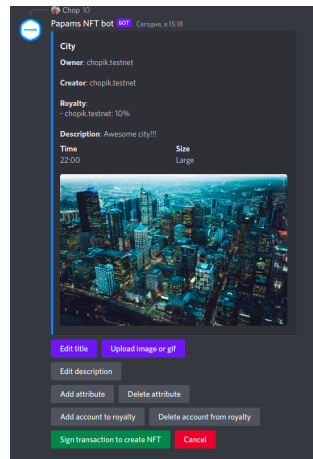 Chop 10
Papams NFT bot БОТ Сегодня, в 15:18
City
Owner: chopik.testnet
Creator: chopik.testnet
Royalty:
- chopik.testnet: 10%
Description: Awesome city!!!
Time Size
22:00 Large
Edit title Upload image or gif
Edit description
Add attribute Delete attribute
Add account to royalty Delete account from royalty
Sign transaction to create NFT Cancel